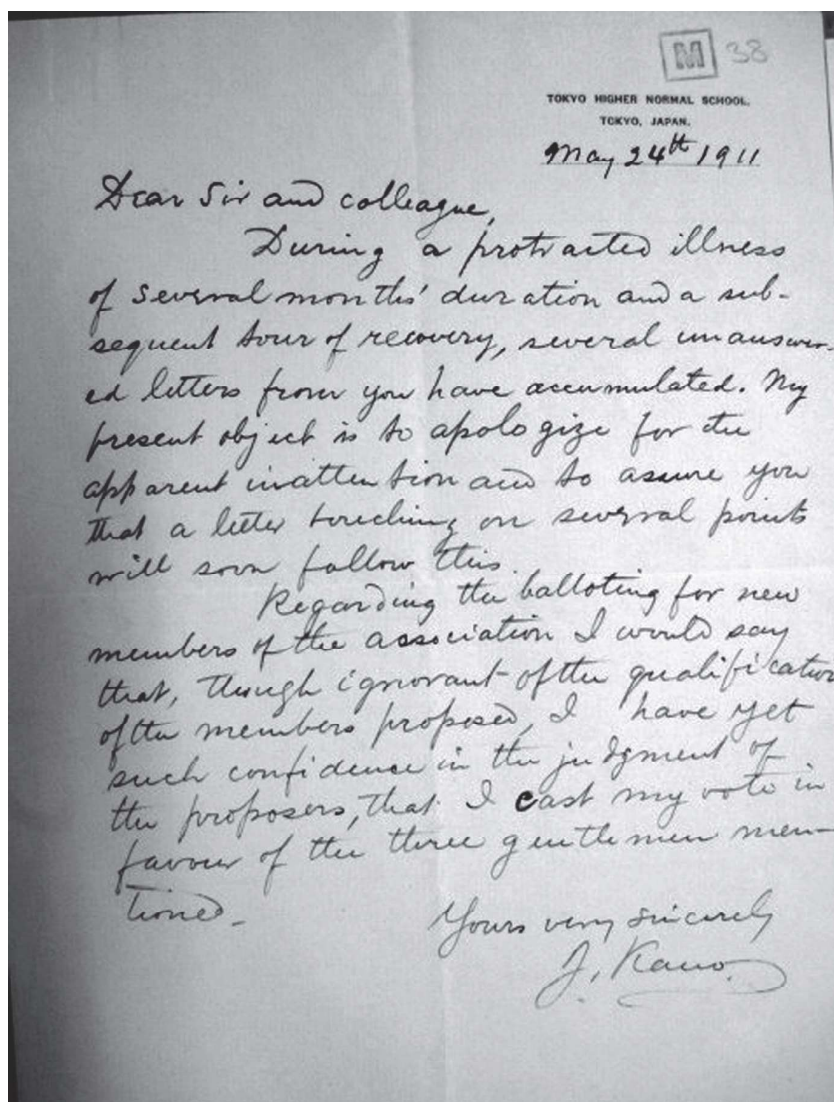 M 38
TOKYO HIGHER NORMAL SCHOOL.
TOKYO, JAPAN.
May 24th 1911
Dear Sir and colleague,
During a protracted illness
of several months' duration and a sub-
sequent tour of recovery, several unanswer-
ed letters from you have accumulated. My
present object is to apologize for the
apparent inattention and to assure you
that a letter touching on several points
will soon follow this.
Regarding the balloting for new
members of the association I would say
that, though ignorant of the qualification
of the members proposed, I have yet
such confidence in the judgment of
the proposers, that I cast my vote in
favour of the three gentlemen men-
tioned.
Yours very sincerely
J. Kano.